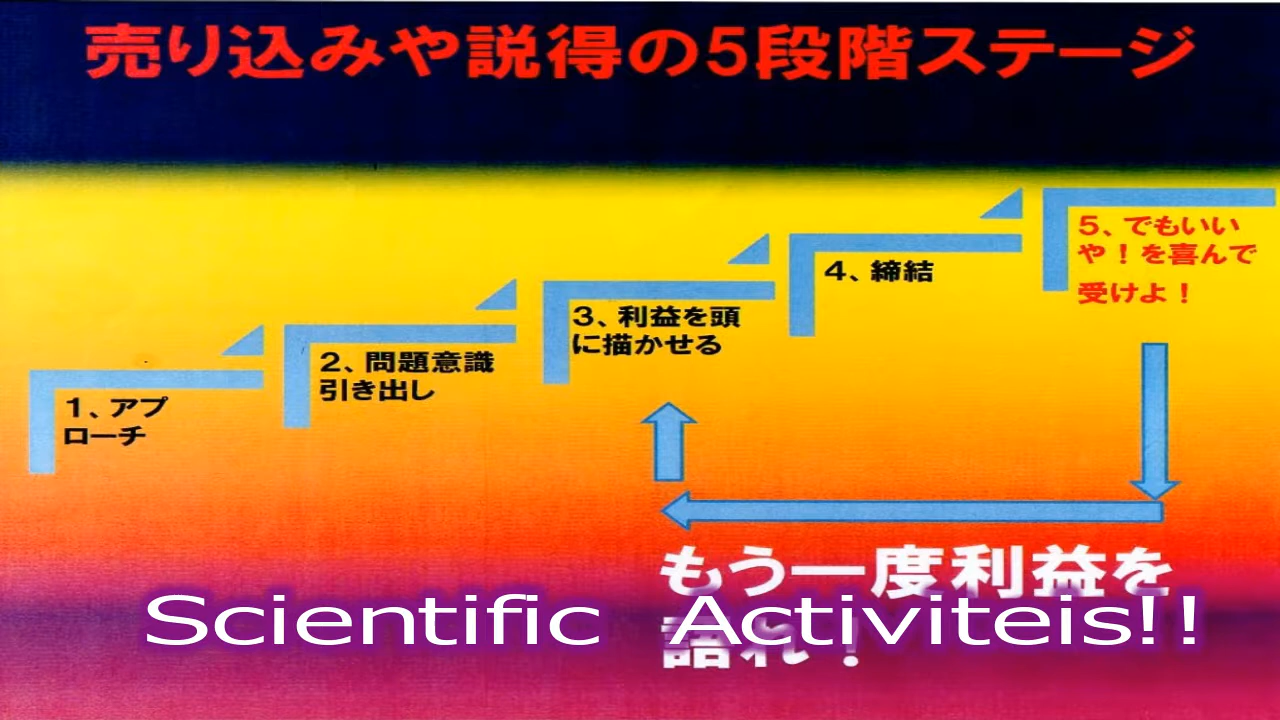 売り込みや説得の5段階ステージ
1、アプ
ローチ
2、問題意識
引き出し
3、利益を頭
に描かせる
4、締結
5、でもいい
や！を喜んで
受けよ！
もう一度利益を
語れ！
Scientific Activiteis!!